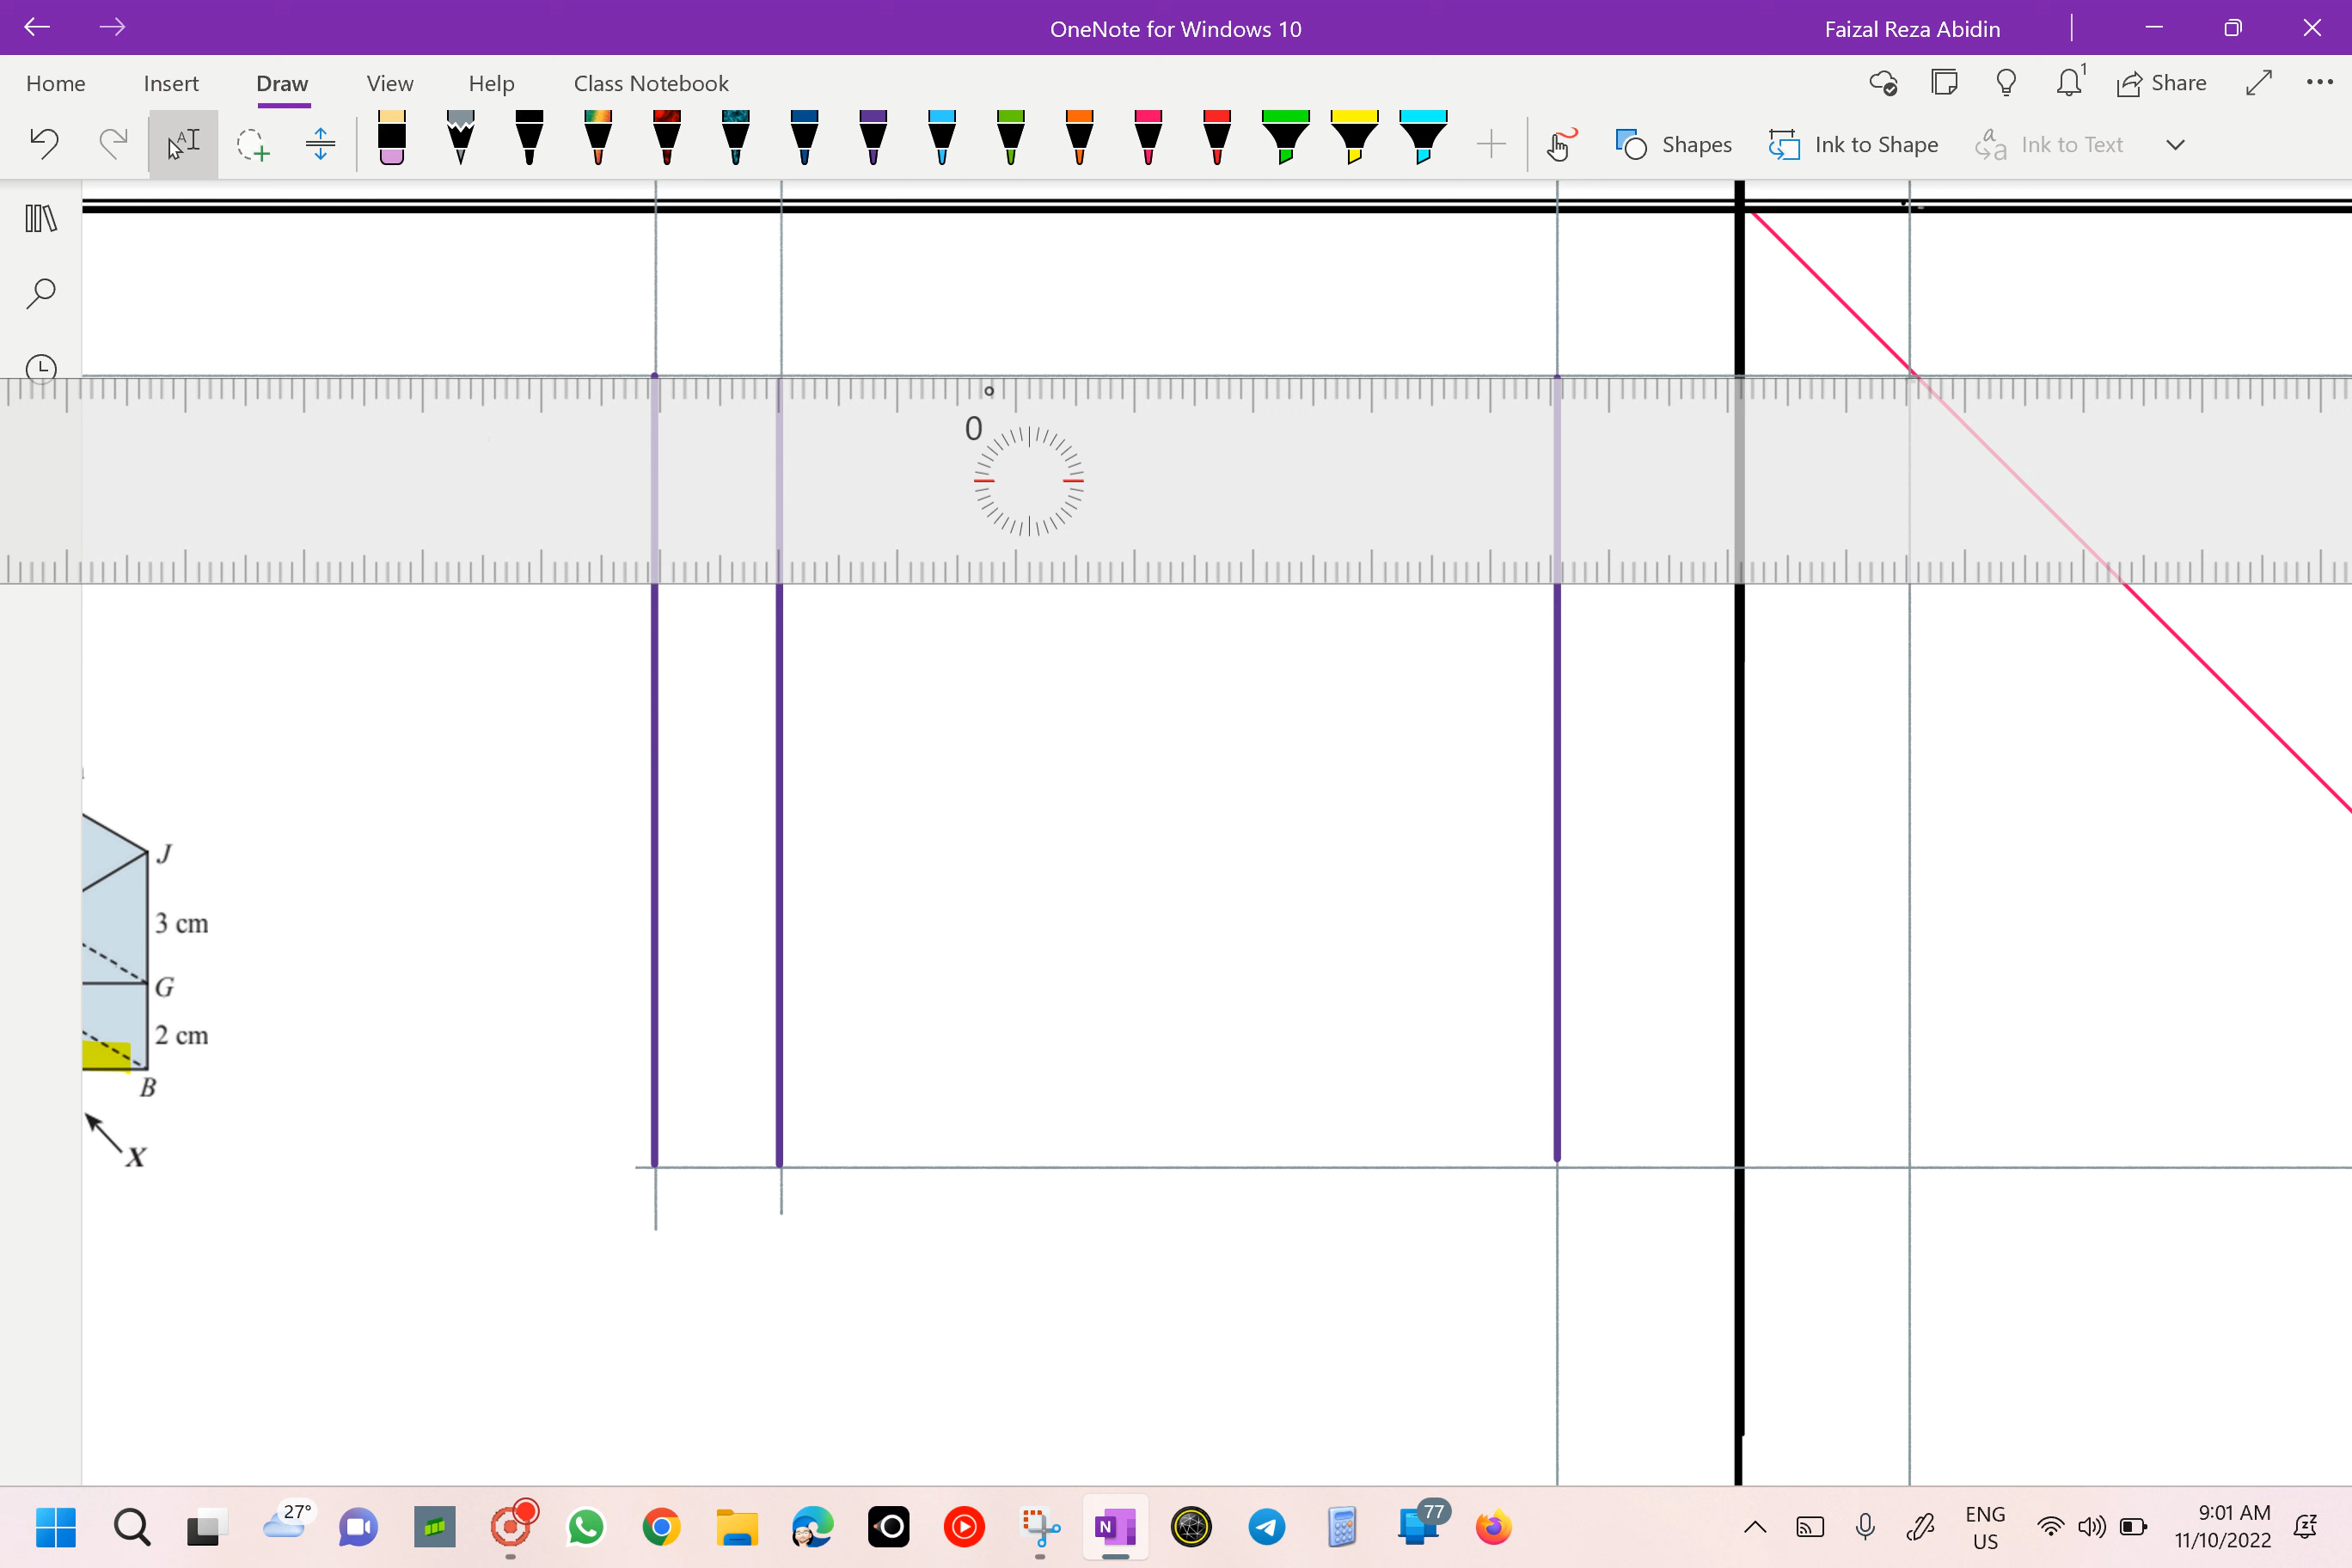 OneNote for Windows 10
Faizal Reza Abidin
Home Insert Draw View Help Class Notebook
1
Share
Shapes Ink to Shape Ink to Text
0°
J
3 cm
G
2 cm
B
X
27°
77
ENG
US
9:01 AM
11/10/2022